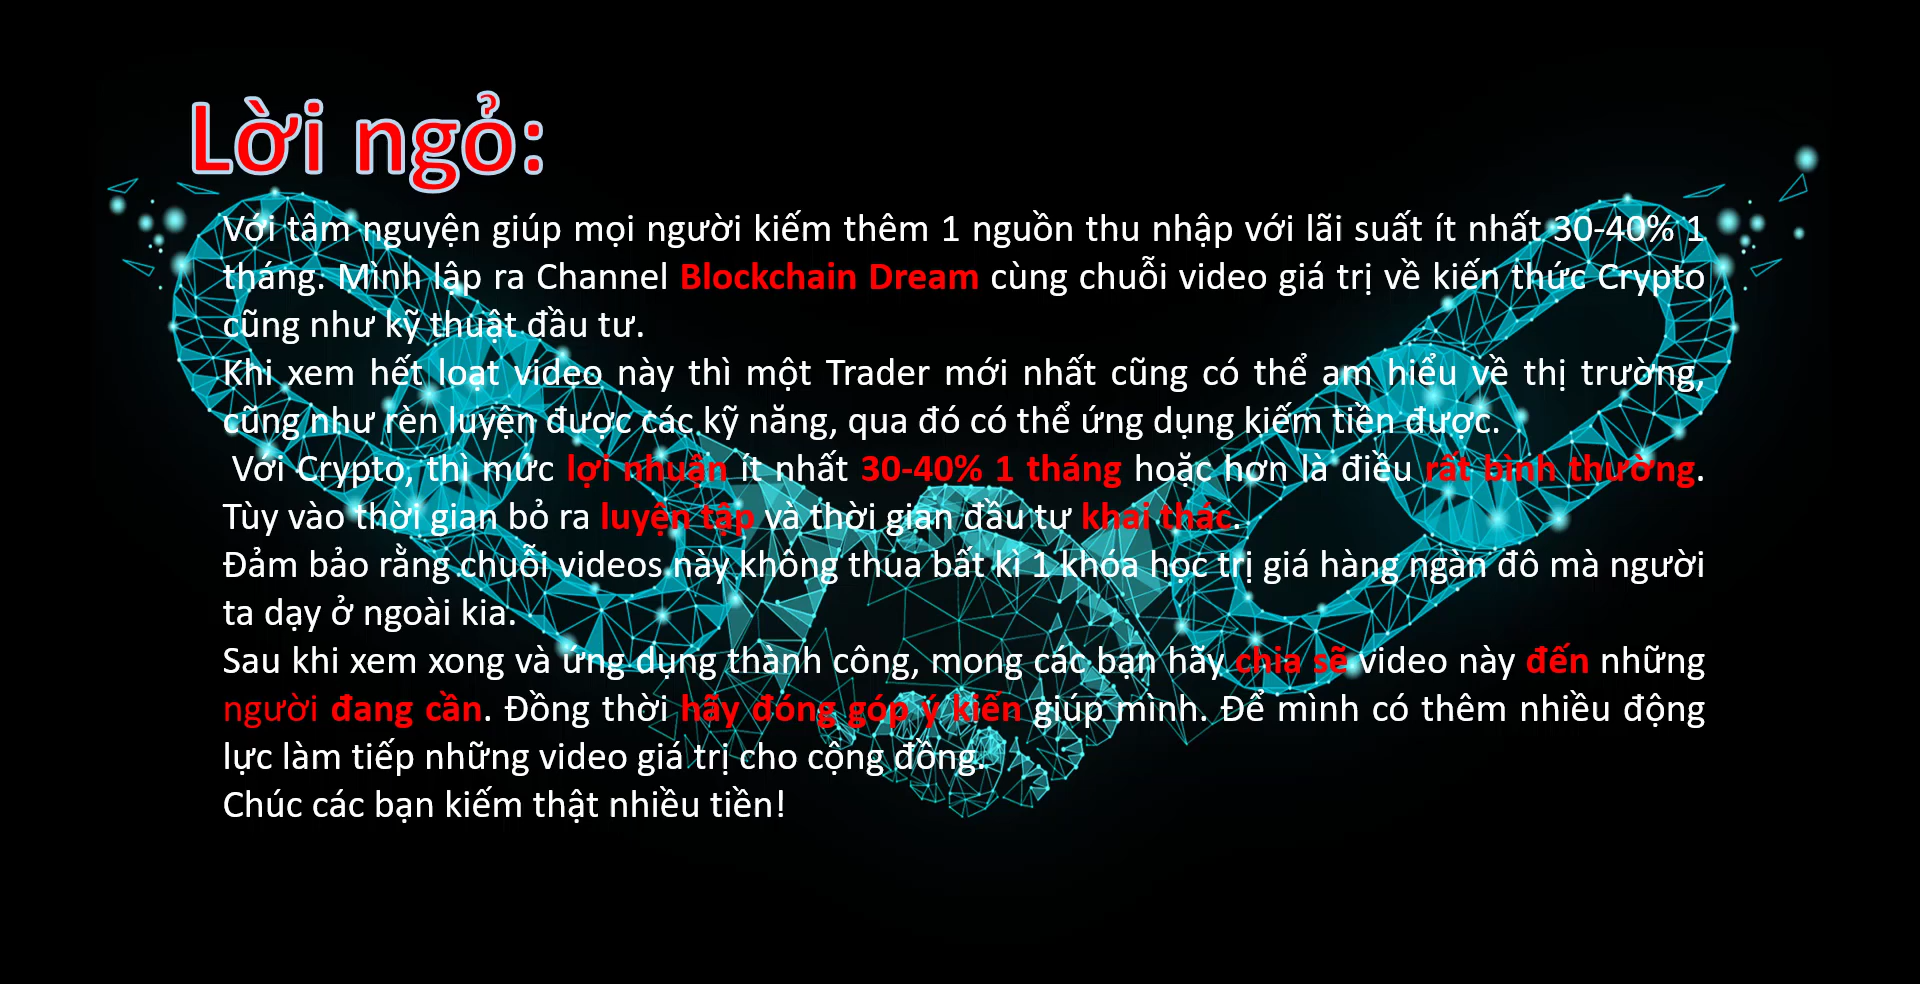 Lời ngỏ:
Với tâm nguyện giúp mọi người kiếm thêm 1 nguồn thu nhập với lãi suất ít nhất 30-40% 1
tháng. Mình lập ra Channel Blockchain Dream cùng chuỗi video giá trị về kiến thức Crypto
cũng như kỹ thuật đầu tư.
Khi xem hết loạt video này thì một Trader mới nhất cũng có thể am hiểu về thị trường,
cũng như rèn luyện được các kỹ năng, qua đó có thể ứng dụng kiếm tiền được.
Với Crypto, thì mức lợi nhuận ít nhất 30-40% 1 tháng hoặc hơn là điều rất bình thường.
Tùy vào thời gian bỏ ra luyện tập và thời gian đầu tư khai thác.
Đảm bảo rằng chuỗi videos này không thua bất kì 1 khóa học trị giá hàng ngàn đô mà người
ta dạy ở ngoài kia.
Sau khi xem xong và ứng dụng thành công, mong các bạn hãy chia sẽ video này đến những
người đang cần. Đồng thời hãy đóng góp ý kiến giúp mình. Để mình có thêm nhiều động
lực làm tiếp những video giá trị cho cộng đồng.
Chúc các bạn kiếm thật nhiều tiền!